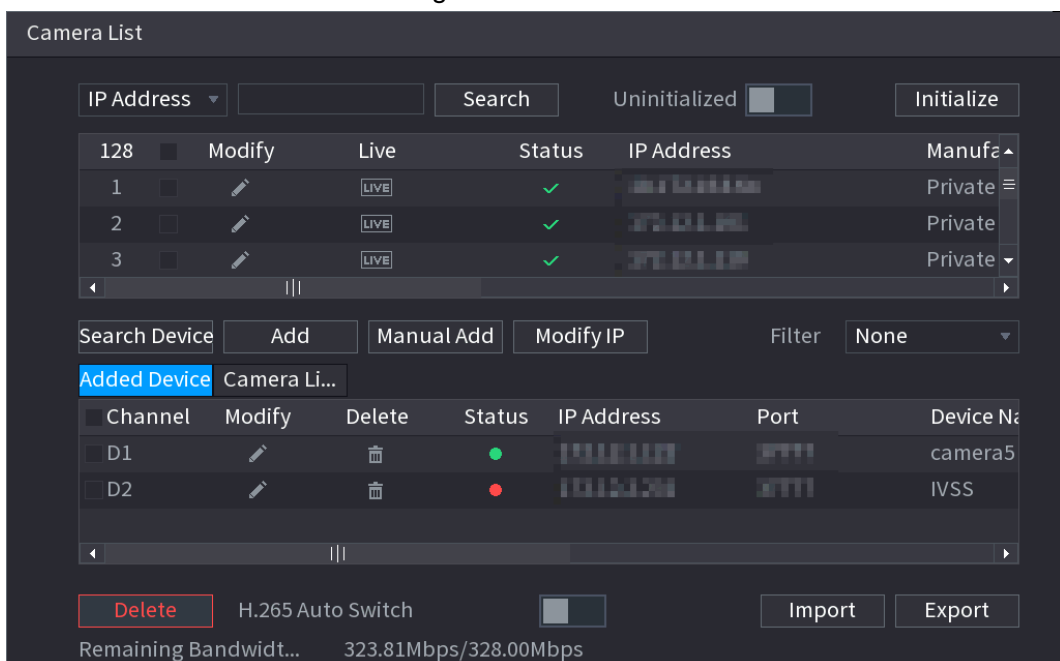 Camera List
IP Address Search Uninitialized Initialize
128 Modify Live Status IP Address Manufa
1 LIVE Private
2 LIVE Private
3 LIVE Private
Search Device Add Manual Add Modify IP Filter None
Added Device Camera Li...
Channel Modify Delete Status IP Address Port Device Na
D1 camera5
D2 IVSS
Delete H.265 Auto Switch Import Export
Remaining Bandwidt... 323.81Mbps/328.00Mbps